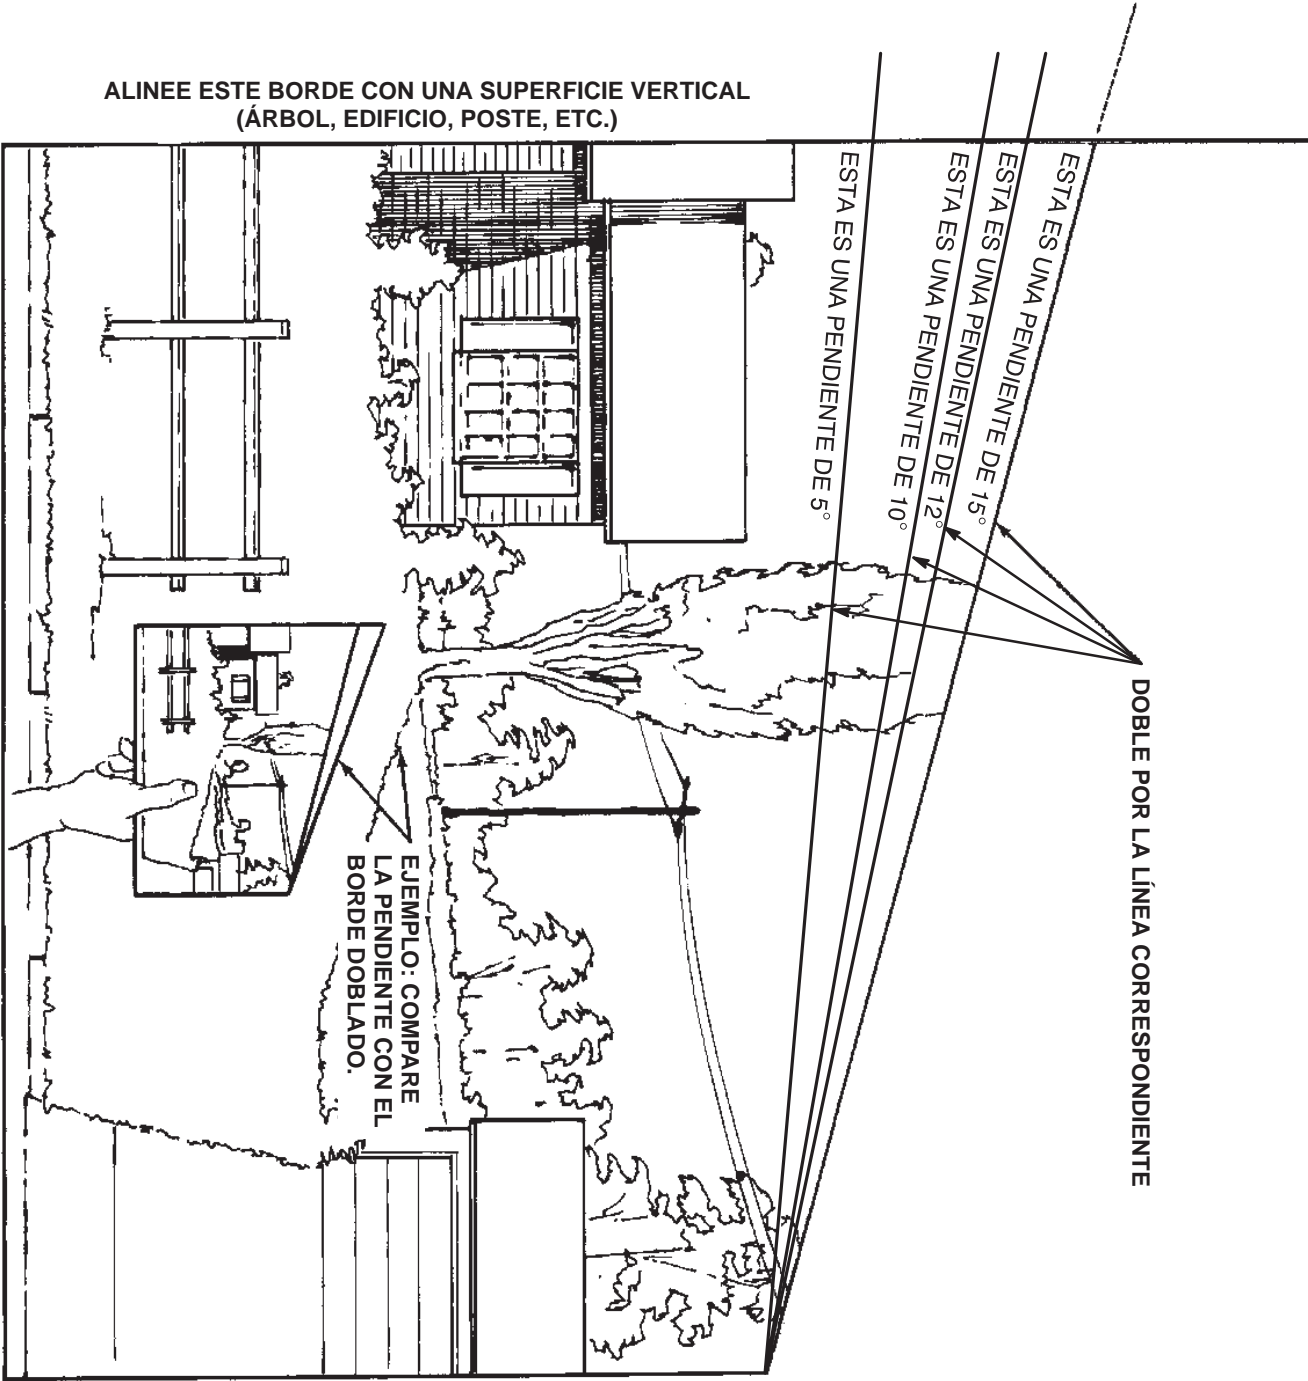 ALINEE ESTE BORDE CON UNA SUPERFICIE VERTICAL
(ÁRBOL, EDIFICIO, POSTE, ETC.)
ESTA ES UNA PENDIENTE DE 15°
ESTA ES UNA PENDIENTE DE 12°
ESTA ES UNA PENDIENTE DE 10°
ESTA ES UNA PENDIENTE DE 5°
DOBLE POR LA LÍNEA CORRESPONDIENTE
EJEMPLO: COMPARE
LA PENDIENTE CON EL
BORDE DOBLADO.